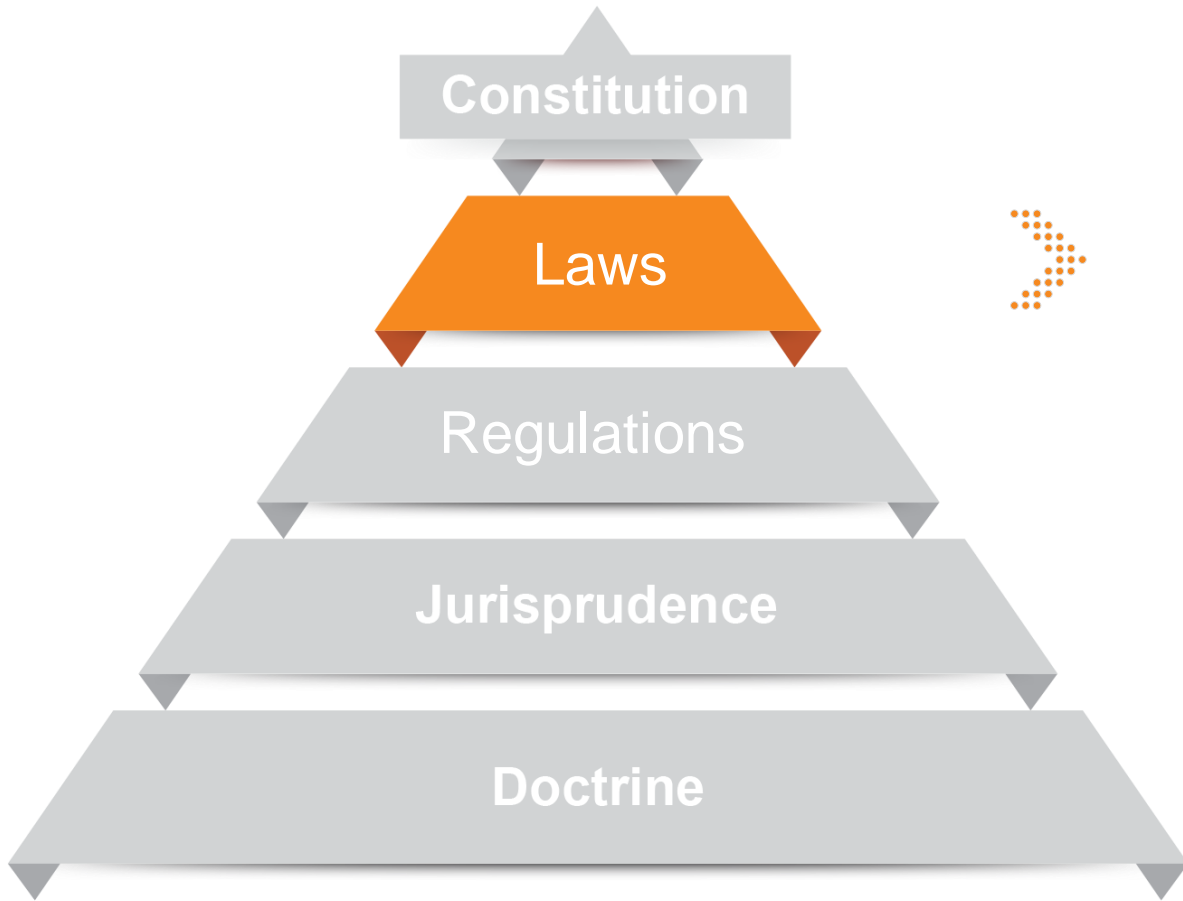 Constitution
Laws
Regulations
Jurisprudence
Doctrine